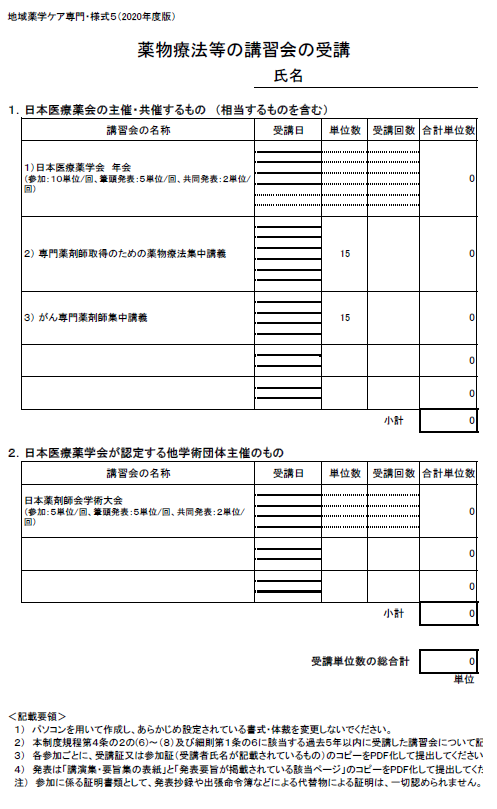 地域薬学ケア専門・様式5（2020年度版）
薬物療法等の講習会の受講
氏名
１．日本医療薬会の主催・共催するもの　（相当するものを含む）
講習会の名称　受講日　単位数　受講回数　合計単位数
１）日本医療薬学会　年会
（参加：１０単位/回、筆頭発表：５単位/回、共同発表：２単位/
回）
0
２） 専門薬剤師取得のための薬物療法集中講義　15　0
３） がん専門薬剤師集中講義　15　0
0
0
小計　0
２．日本医療薬学会が認定する他学術団体主催のもの
講習会の名称　受講日　単位数　受講回数　合計単位数
日本薬剤師会学術大会
（参加：５単位/回、筆頭発表：５単位/回、共同発表：２単位/
回）
0
0
0
小計　0
受講単位数の総合計　0
単位
＜記載要領＞
１） パソコンを用いて作成し、あらかじめ設定されている書式・体裁を変更しないでください。
２） 本制度規程第４条の２の（６）～（８）及び細則第１条の６に該当する過去５年以内に受講した講習会について記
３） 各参加ごとに、受講証又は参加証（受講者氏名が記載されているもの）のコピーをPDF化して提出してください
４） 発表は「講演集・要旨集の表紙」と「発表要旨が掲載されている該当ページ」のコピーをPDF化して提出してくだ
注） 参加に係る証明書類として、発表抄録や出張命令簿などによる代替物による証明は、一切認められません。